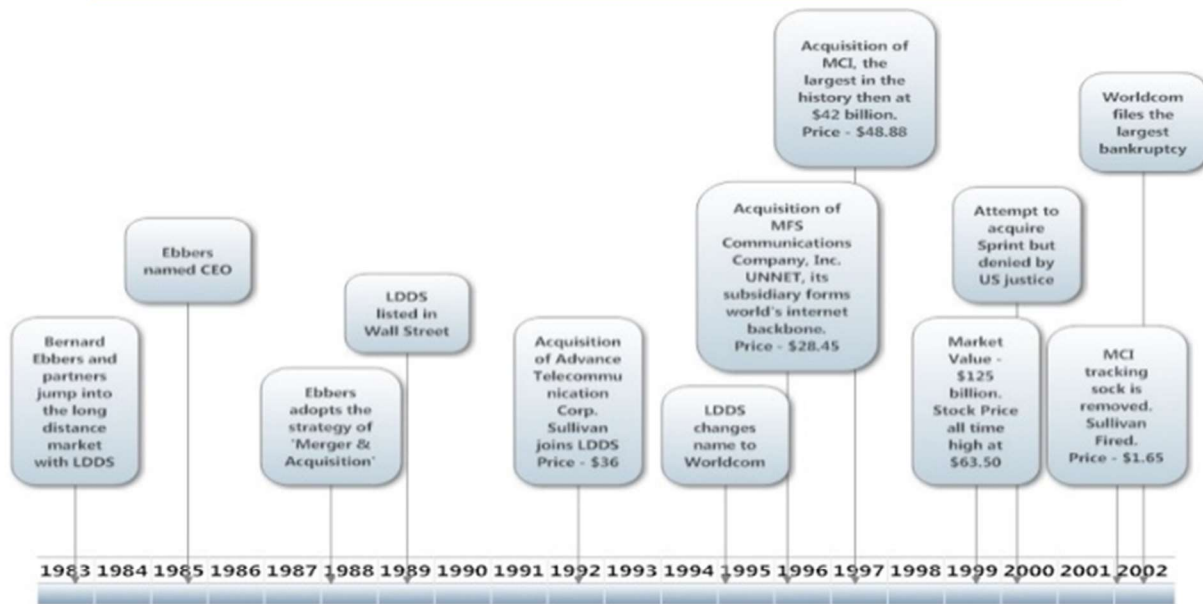 Bernard
Ebbers and
partners
jump into
the long
distance
market
with LDDS
Ebbers
named CEO
Ebbers
adopts the
strategy of
'Merger &
Acquisition'
LDDS
listed in
Wall Street
Acquisition
of Advance
Telecommu
nication
Corp.
Sullivan
joins LDDS
Price - $36
LDDS
changes
name to
Worldcom
Acquisition of
MFS
Communications
Company, Inc.
UNNET, its
subsidiary forms
world's internet
backbone.
Price - $28.45
Acquisition of
MCI, the
largest in the
history then at
$42 billion.
Price - $48.88
Market
Value -
$125
billion.
Stock Price
all time
high at
$63.50
Attempt to
acquire
Sprint but
denied by
US justice
MCI
tracking
sock is
removed.
Sullivan
Fired.
Price - $1.65
Worldcom
files the
largest
bankruptcy
1983 1984 1985 1986 1987 1988 1989 1990 1991 1992 1993 1994 1995 1996 1997 1998 1999 2000 2001 2002